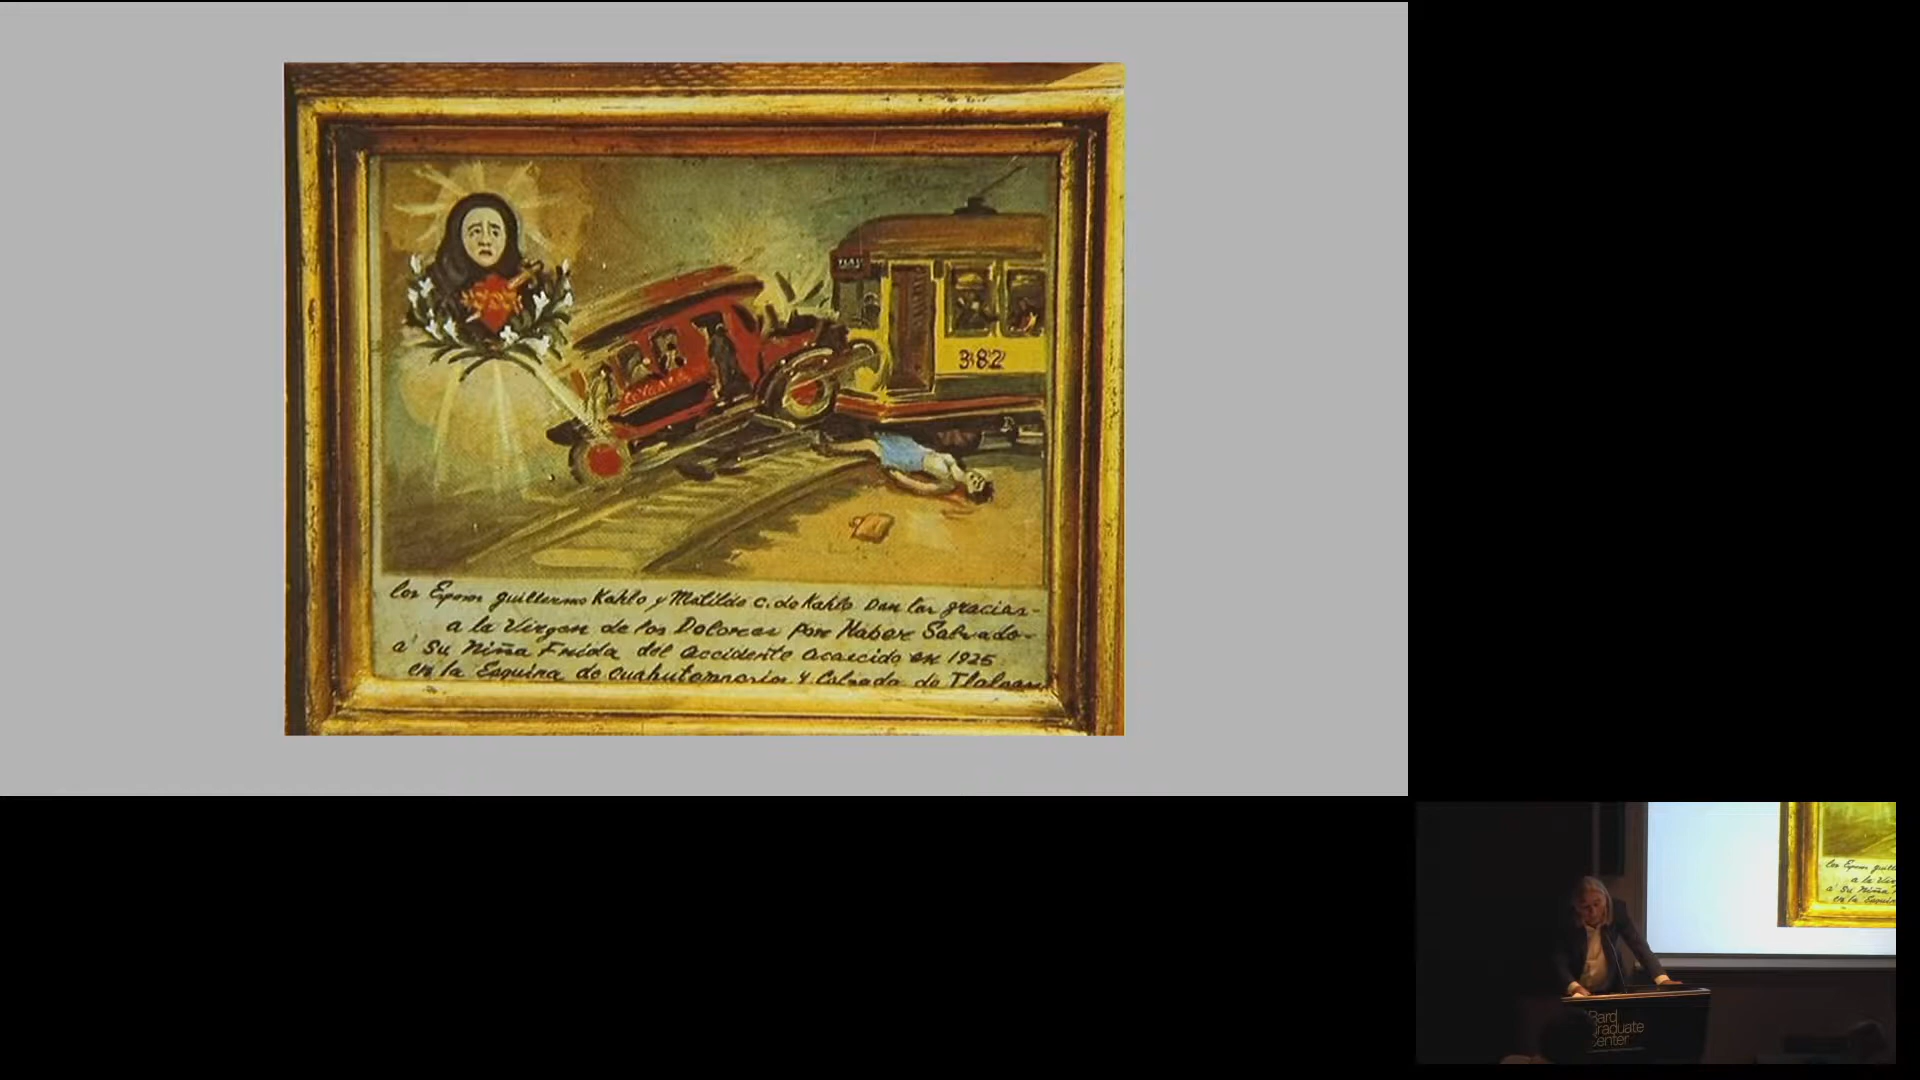 382
los Esposos guillermo Kahlo y Matilde C. de Kahlo Dan las gracias-
a la Virgen de los Dolores por Haber Salvado-
a' su Niña Frida del accidente acaecido en 1925
en la Esquina de Cuahutemozin y Calzada de Tlalpan
Bard
Graduate
Center